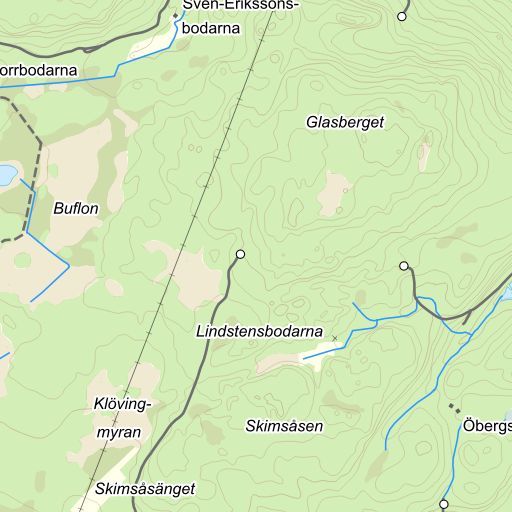 Sven-Erikssons-
bodarna
orrbodarna
Glasberget
Buflon
Lindstensbodarna
Klöving-
myran
Skimsåsen
Öbergs
Skimsåsänget